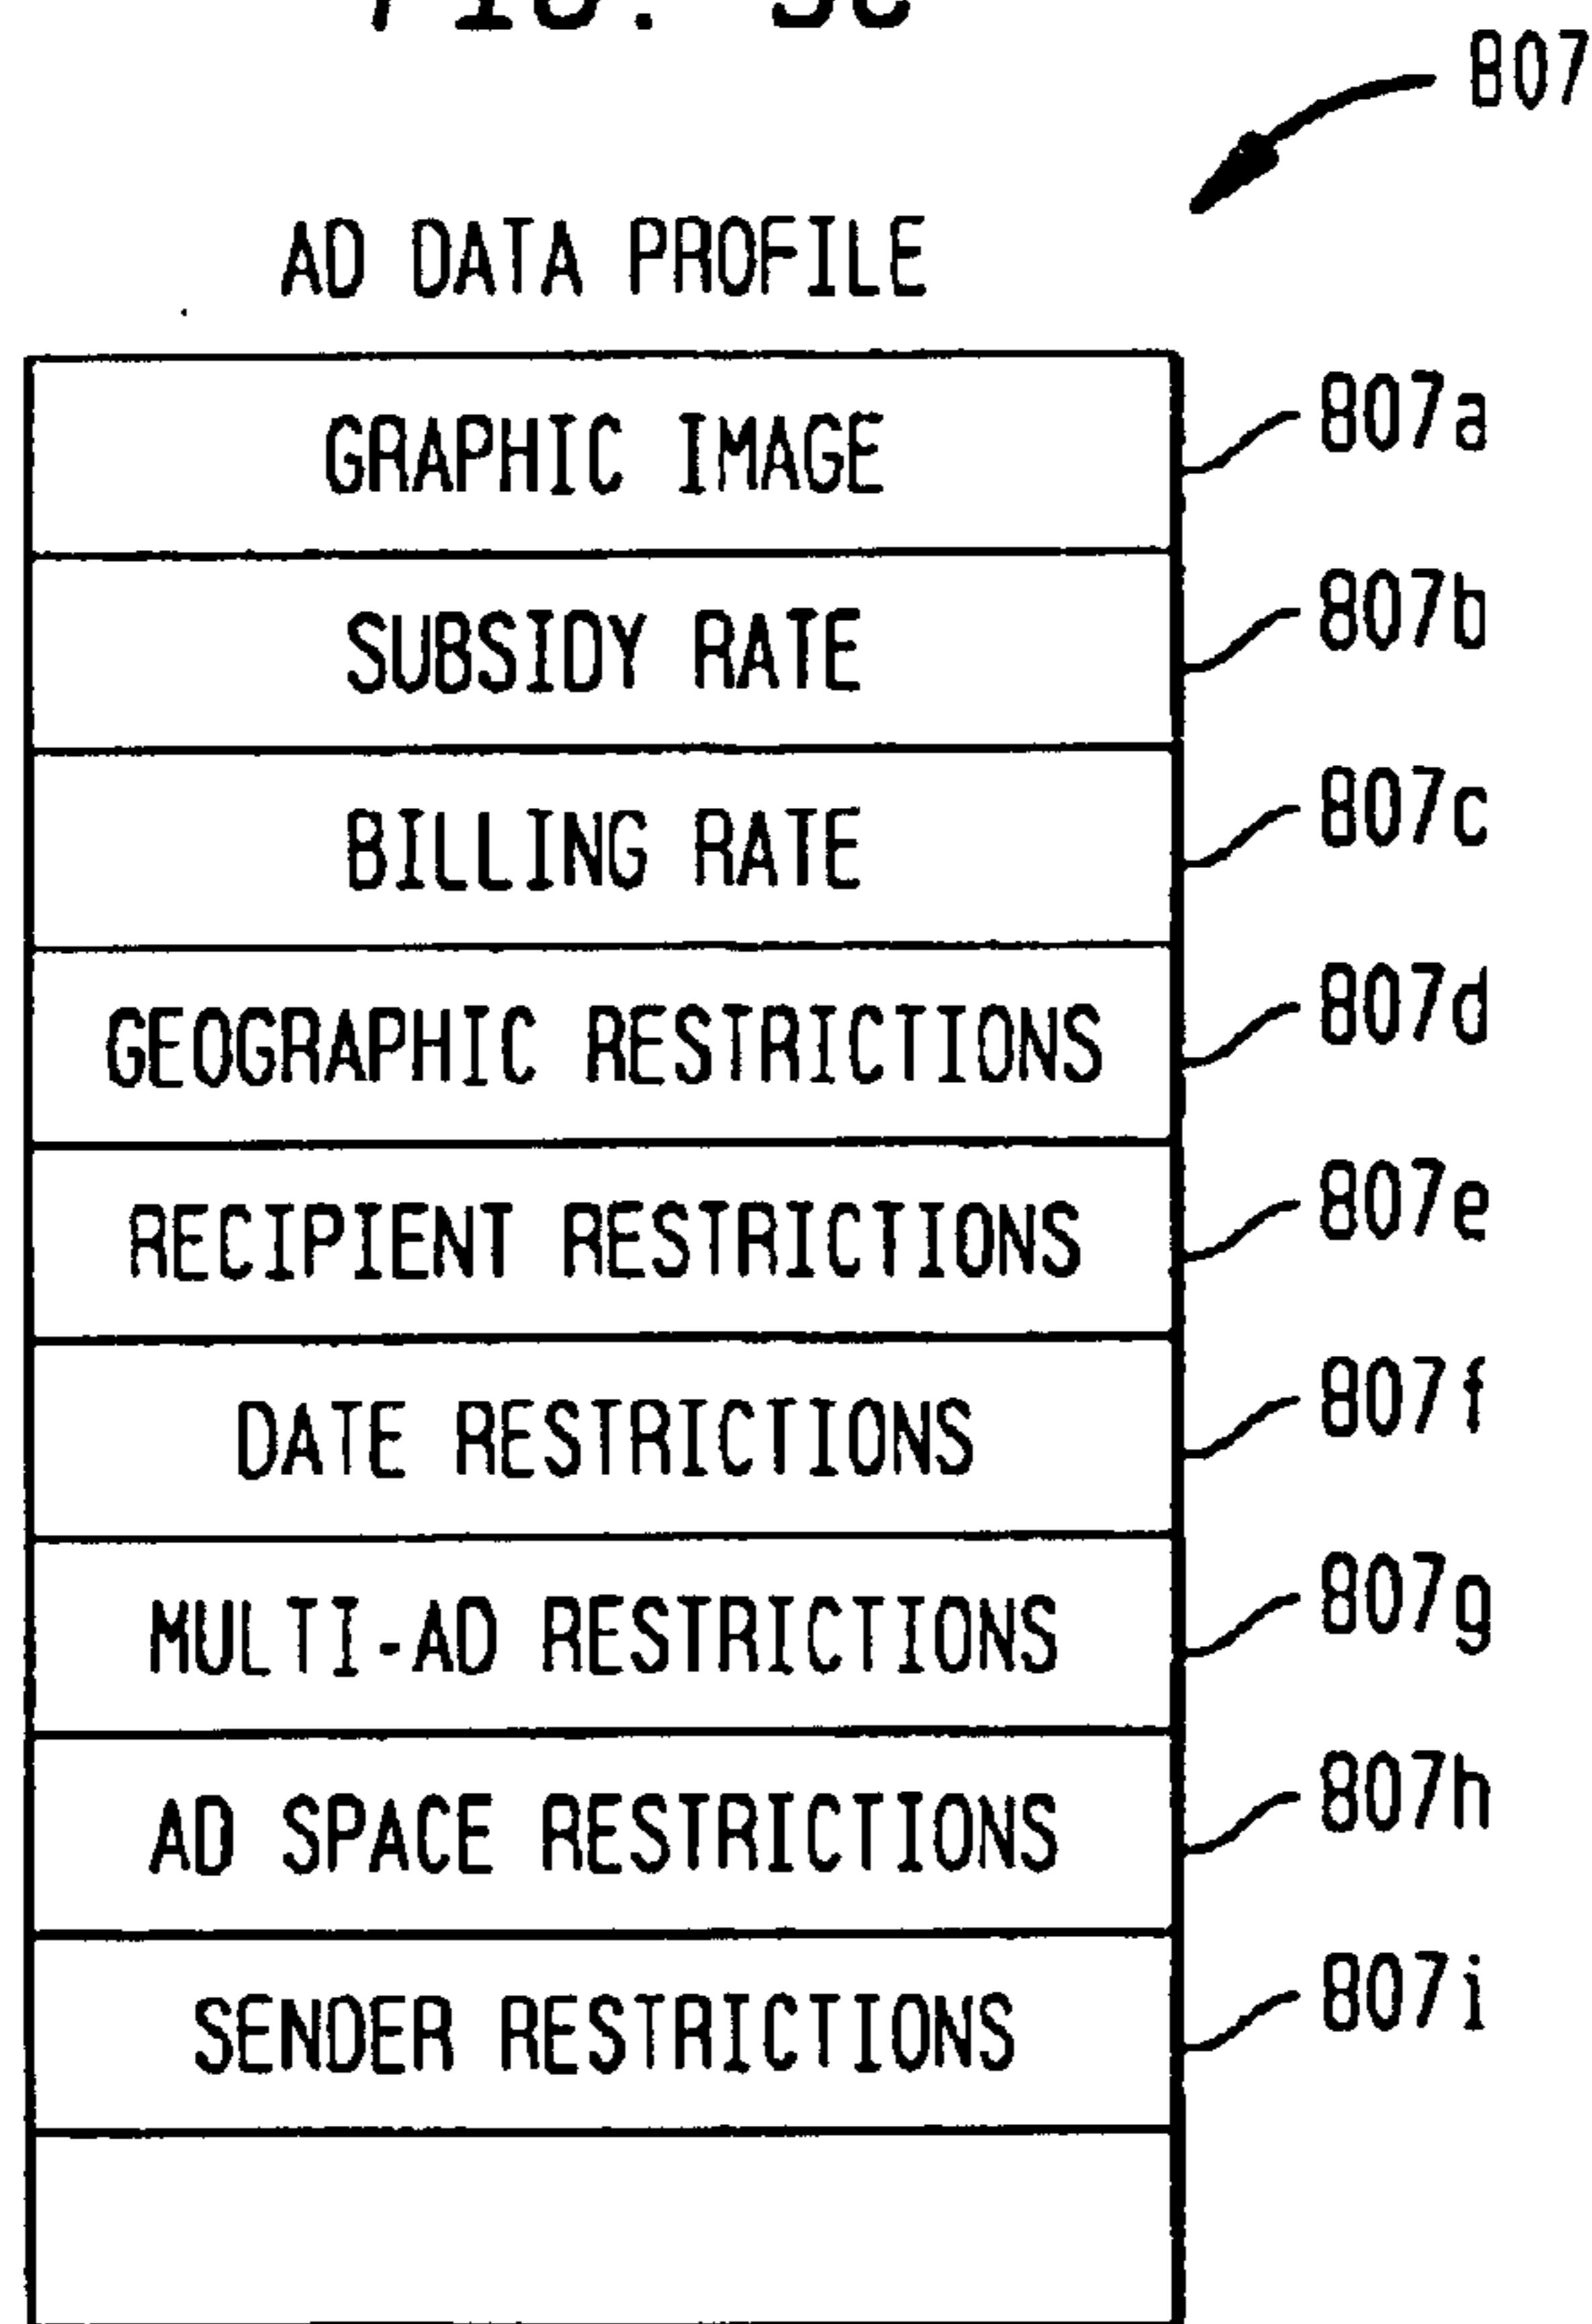 807
AD DATA PROFILE
GRAPHIC IMAGE 807a
SUBSIDY RATE 807b
BILLING RATE 807c
GEOGRAPHIC RESTRICTIONS 807d
RECIPIENT RESTRICTIONS 807e
DATE RESTRICTIONS 807f
MULTI-AD RESTRICTIONS 807g
AD SPACE RESTRICTIONS 807h
SENDER RESTRICTIONS 807i